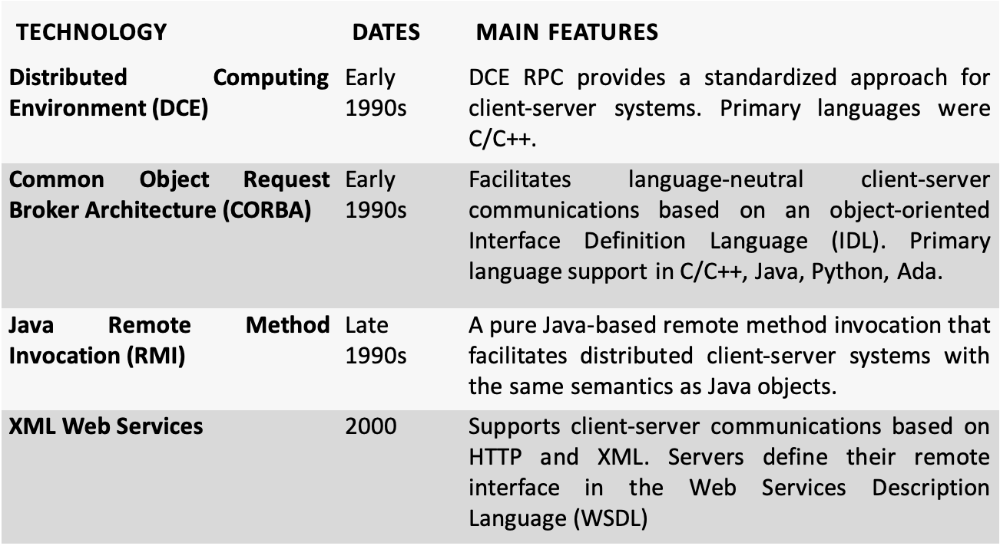 TECHNOLOGY DATES MAIN FEATURES
Distributed Computing Environment (DCE)
Early 1990s
DCE RPC provides a standardized approach for
client-server systems. Primary languages were
C/C++.
Common Object Request
Broker Architecture (CORBA)
Early
1990s
Facilitates language-neutral client-server
communications based on an object-oriented
Interface Definition Language (IDL). Primary
language support in C/C++, Java, Python, Ada.
Java Remote Method
Invocation (RMI)
Late
1990s
A pure Java-based remote method invocation that
facilitates distributed client-server systems with
the same semantics as Java objects.
XML Web Services
2000
Supports client-server communications based on
HTTP and XML. Servers define their remote
interface in the Web Services Description
Language (WSDL)